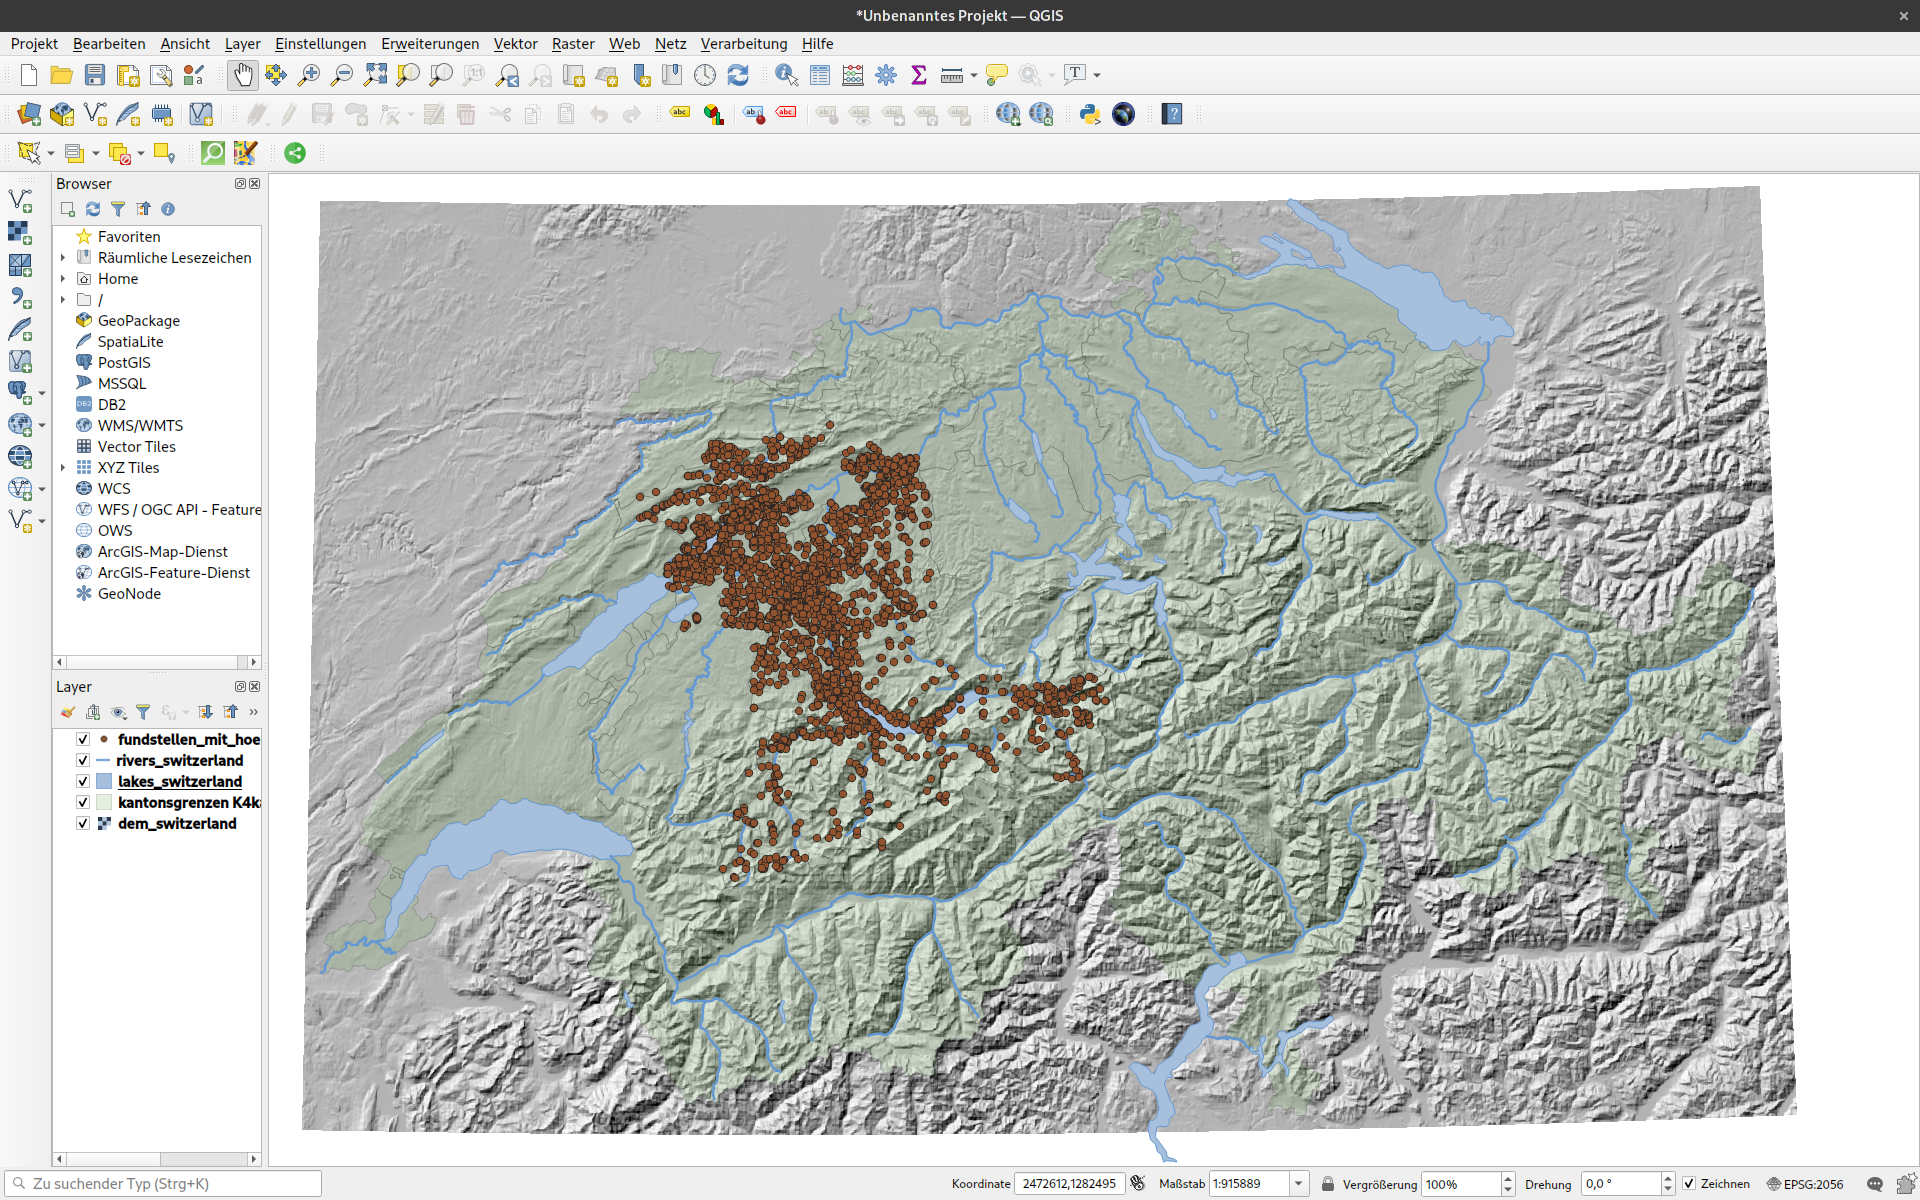 *Unbenanntes Projekt — QGIS
Projekt Bearbeiten Ansicht Layer Einstellungen Erweiterungen Vektor Raster Web Netz Verarbeitung Hilfe
Browser
Favoriten
Räumliche Lesezeichen
Home
/
GeoPackage
SpatiaLite
PostGIS
MSSQL
DB2
WMS/WMTS
Vector Tiles
XYZ Tiles
WCS
WFS / OGC API - Feature
OWS
ArcGIS-Map-Dienst
ArcGIS-Feature-Dienst
GeoNode
Layer
fundstellen_mit_hoe
rivers_switzerland
lakes_switzerland
kantonsgrenzen K4k
dem_switzerland
Zu suchender Typ (Strg+K)
Koordinate 2472612,1282495 Maßstab 1:915889 Vergrößerung 100% Drehung 0,0 ° Zeichnen EPSG:2056